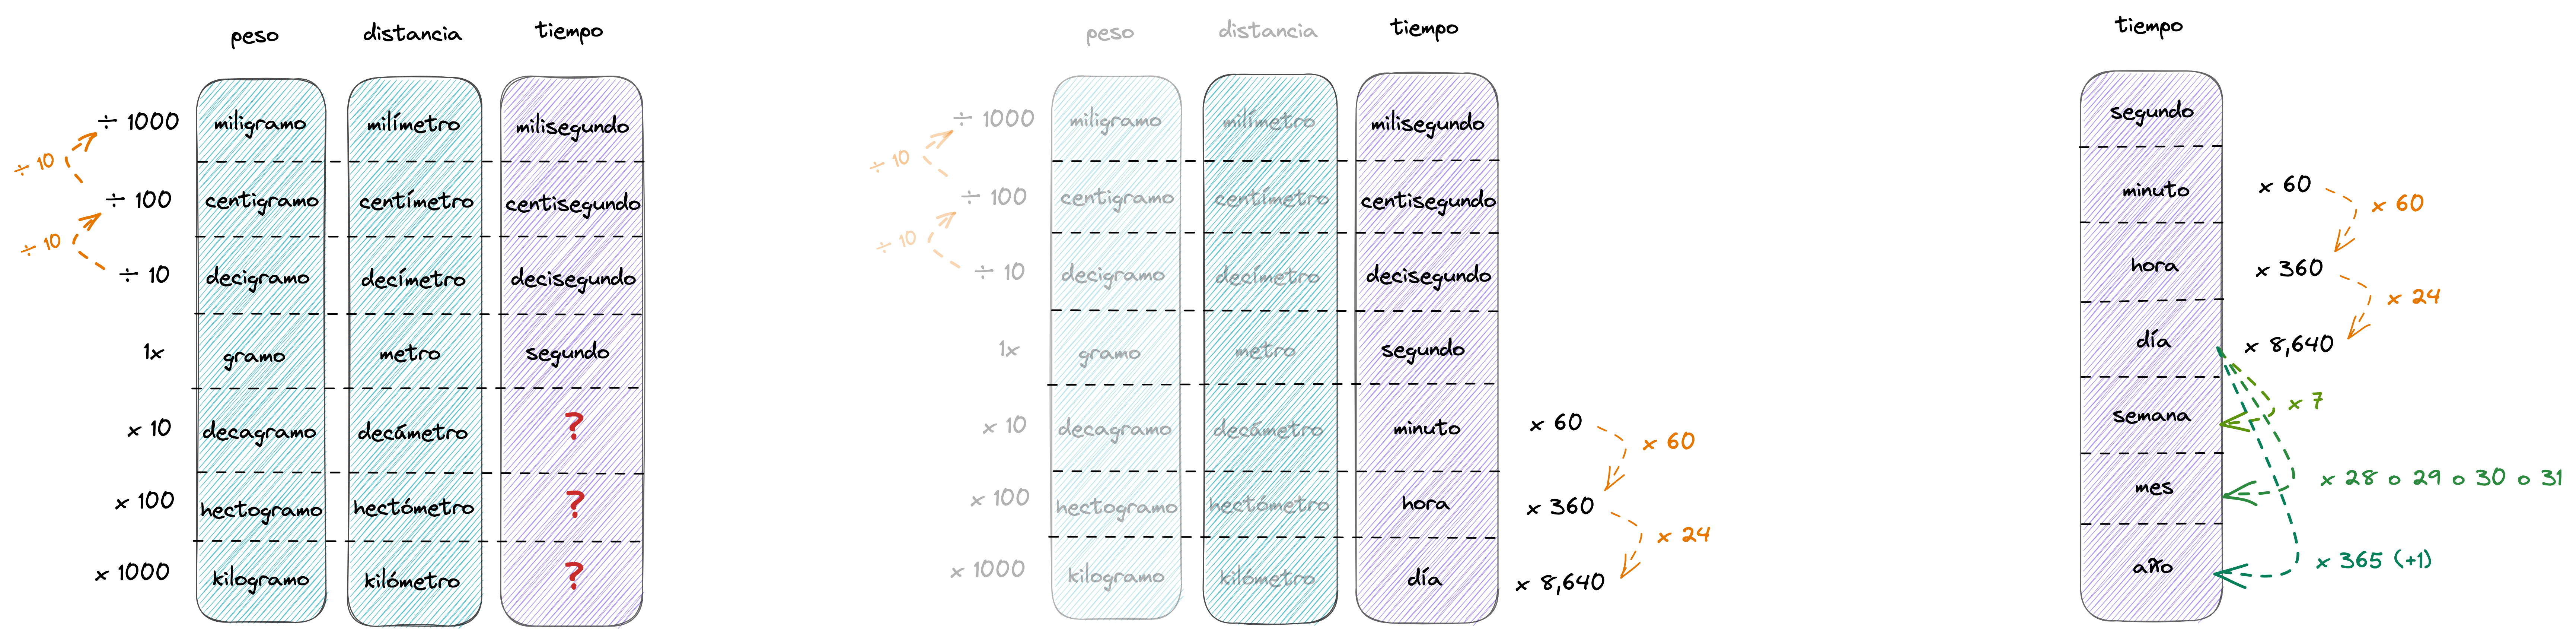 peso distancia tiempo
÷ 1000 miligramo milímetro milisegundo
÷ 10
÷ 100 centigramo centímetro centisegundo
÷ 10
÷ 10 decigramo decímetro decisegundo
1x gramo metro segundo
x 10 decagramo decámetro ?
x 100 hectogramo hectómetro ?
x 1000 kilogramo kilómetro ?
peso distancia tiempo
÷ 1000 miligramo milímetro milisegundo
÷ 10
÷ 100 centigramo centímetro centisegundo
÷ 10
÷ 10 decigramo decímetro decisegundo
1x gramo metro segundo
x 10 decagramo decámetro minuto x 60
x 60
x 100 hectogramo hectómetro hora x 360
x 24
x 1000 kilogramo kilómetro día x 8,640
tiempo
segundo
minuto x 60
x 60
hora x 360
x 24
día x 8,640
x 7
semana
x 28 o 29 o 30 o 31
mes
x 365 (+1)
año